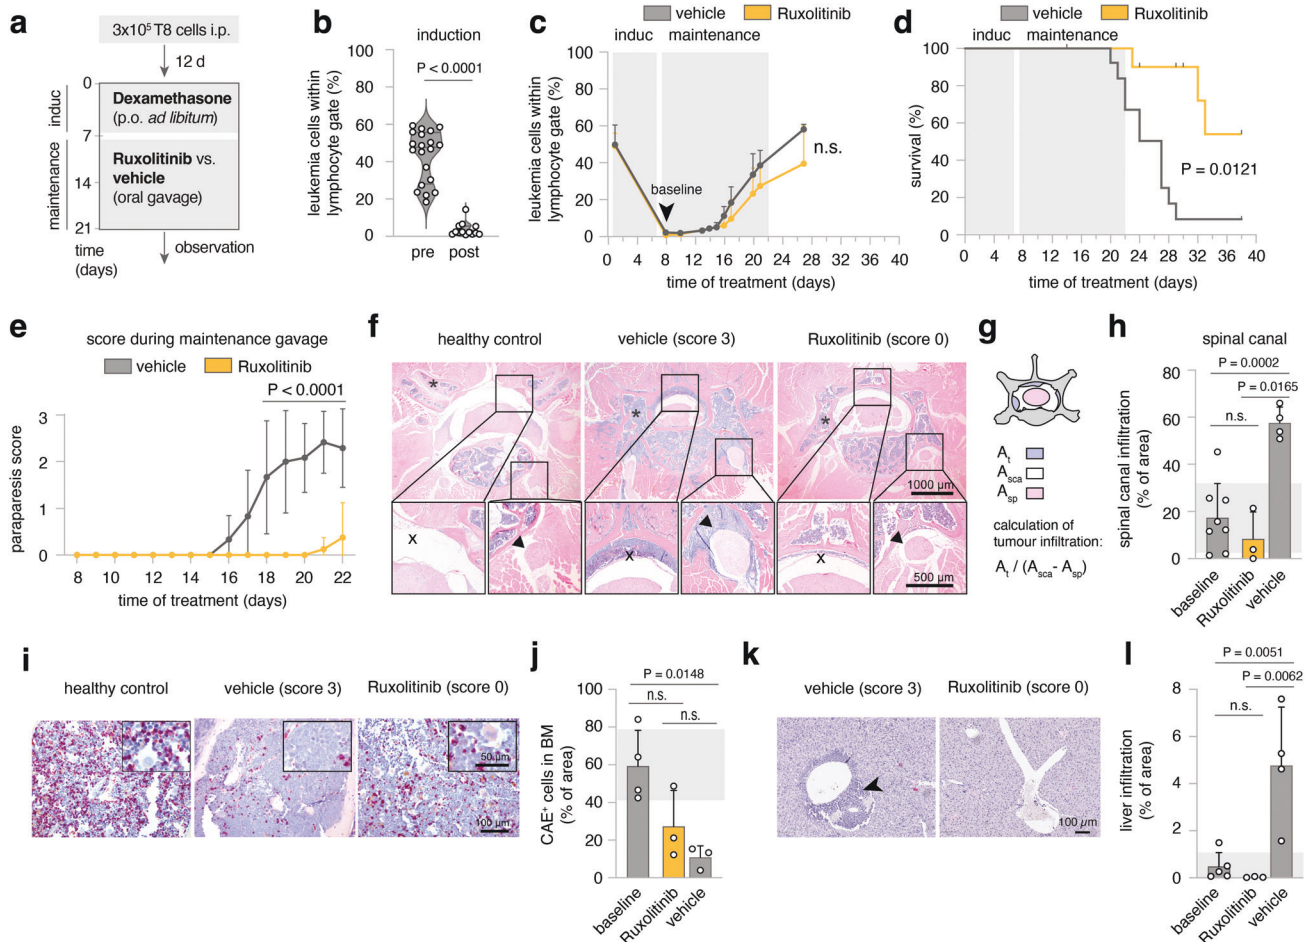 a
3x10⁵ T8 cells i.p.
12 d
0
7
14
21
induc
maintenance
Dexamethasone
(p.o. ad libitum)
Ruxolitinib vs.
vehicle
(oral gavage)
time
(days)
observation
b
induction
P < 0.0001
leukemia cells within
lymphocyte gate (%)
100
80
60
40
20
0
pre
post
c
vehicle
Ruxolitinib
induc
maintenance
leukemia cells within
lymphocyte gate (%)
100
80
60
40
20
0
baseline
n.s.
0 4 8 12 16 20 24 28 32 36 40
time of treatment (days)
d
vehicle
Ruxolitinib
induc
maintenance
survival (%)
100
80
60
40
20
0
P = 0.0121
0 4 8 12 16 20 24 28 32 36 40
time of treatment (days)
e
score during maintenance gavage
vehicle
Ruxolitinib
P < 0.0001
paraparesis score
3
2
1
0
8 10 12 14 16 18 20 22
time of treatment (days)
f
healthy control
vehicle (score 3)
Ruxolitinib (score 0)
*
*
*
1000 µm
x
x
x
500 µm
g
Aₜ
A_sca
A_sp
calculation of
tumour infiltration:
Aₜ / (A_sca- A_sp)
h
spinal canal
P = 0.0002
P = 0.0165
n.s.
spinal canal infiltration
(% of area)
80
60
40
20
0
baseline
Ruxolitinib
vehicle
i
healthy control
vehicle (score 3)
Ruxolitinib (score 0)
50 µm
100 µm
j
P = 0.0148
n.s.
n.s.
CAE⁺ cells in BM
(% of area)
100
80
60
40
20
0
baseline
Ruxolitinib
vehicle
k
vehicle (score 3)
Ruxolitinib (score 0)
100 µm
l
P = 0.0051
P = 0.0062
n.s.
liver infiltration
(% of area)
8
6
4
2
0
baseline
Ruxolitinib
vehicle